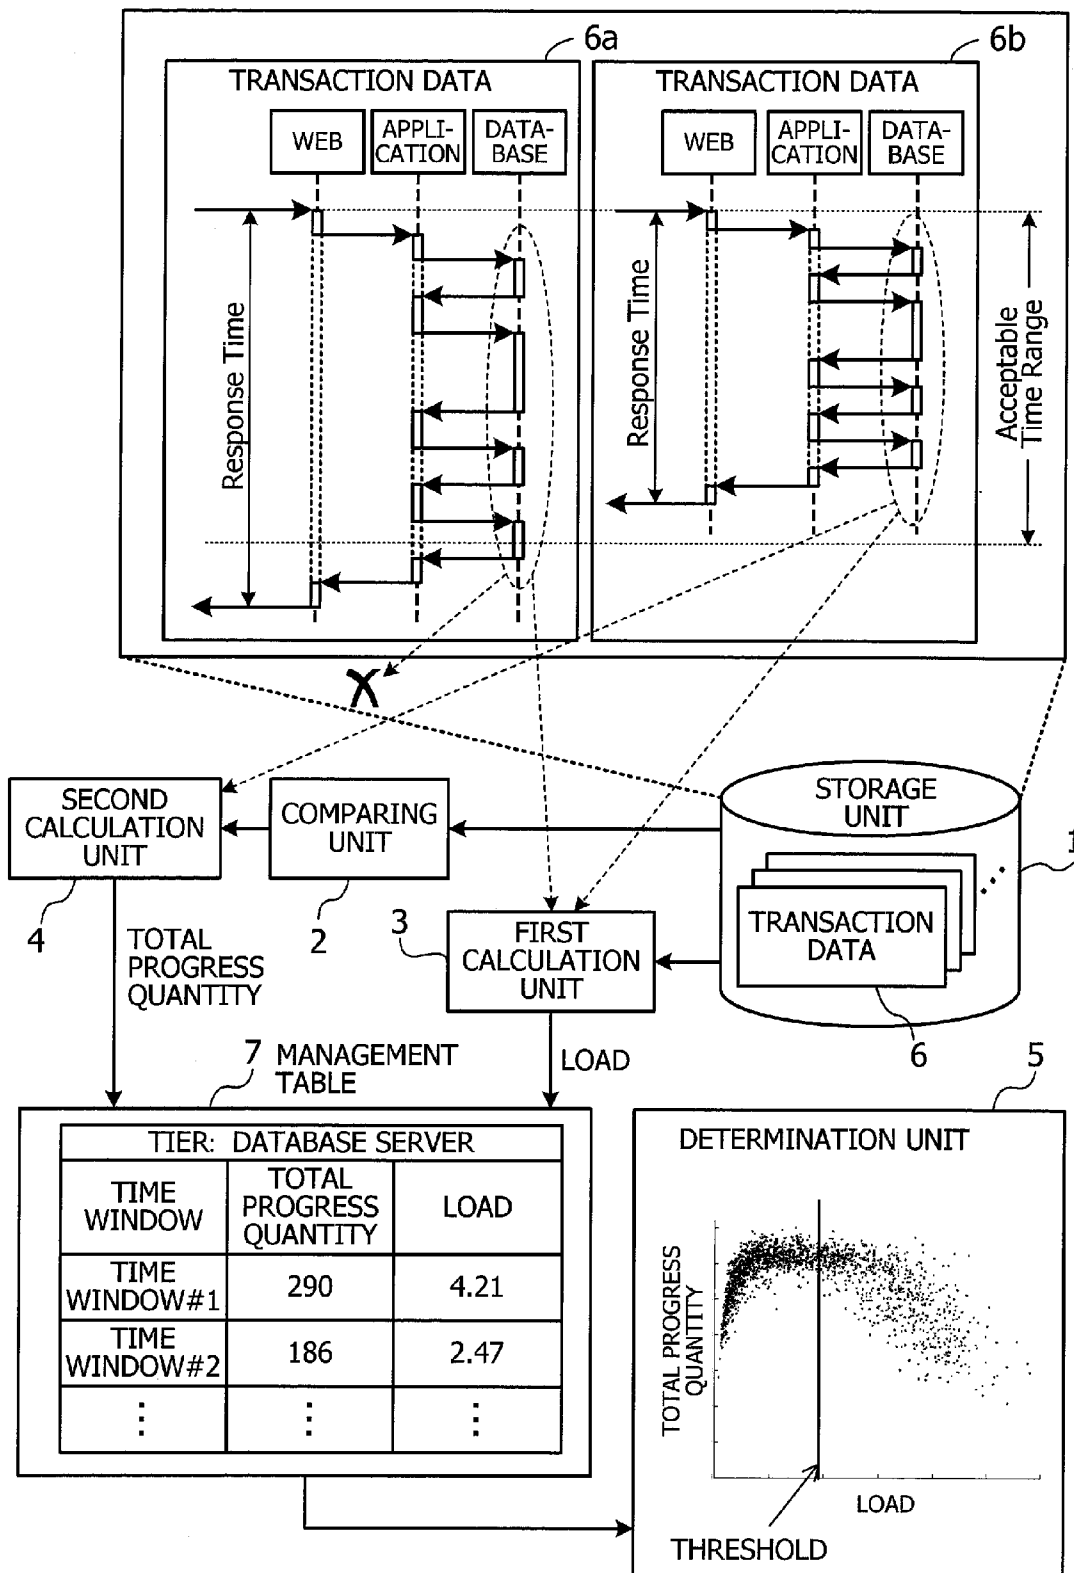 6a
6b
TRANSACTION DATA
WEB
APPLI-
CATION
DATA-
BASE
Response Time
TRANSACTION DATA
WEB
APPLI-
CATION
DATA-
BASE
Response Time
Acceptable
Time Range
X
SECOND
CALCULATION
UNIT
4
COMPARING
UNIT
2
STORAGE
UNIT
1
TRANSACTION
DATA
6
3
FIRST
CALCULATION
UNIT
TOTAL
PROGRESS
QUANTITY
LOAD
7 MANAGEMENT
TABLE
TIER: DATABASE SERVER
TIME
WINDOW
TOTAL
PROGRESS
QUANTITY
LOAD
TIME
WINDOW#1
290
4.21
TIME
WINDOW#2
186
2.47
5
DETERMINATION UNIT
TOTAL PROGRESS
QUANTITY
LOAD
THRESHOLD